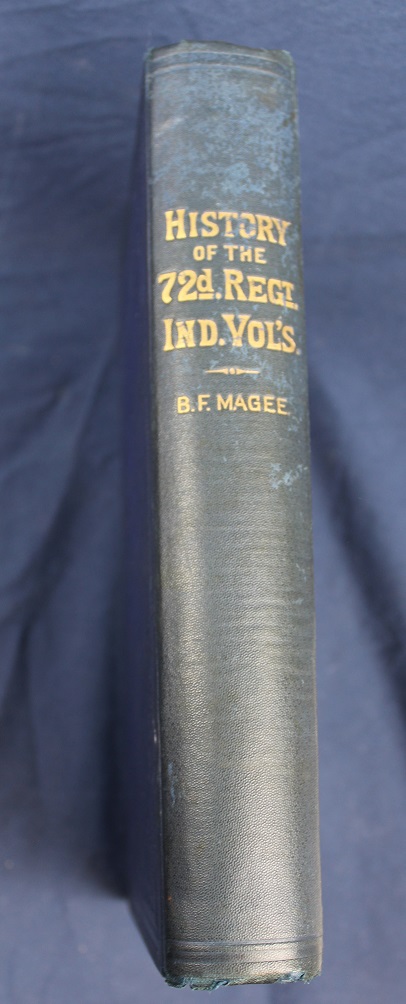 HISTORY
OF THE
72d. REGT.
IND. VOL'S.
B. F. MAGEE.